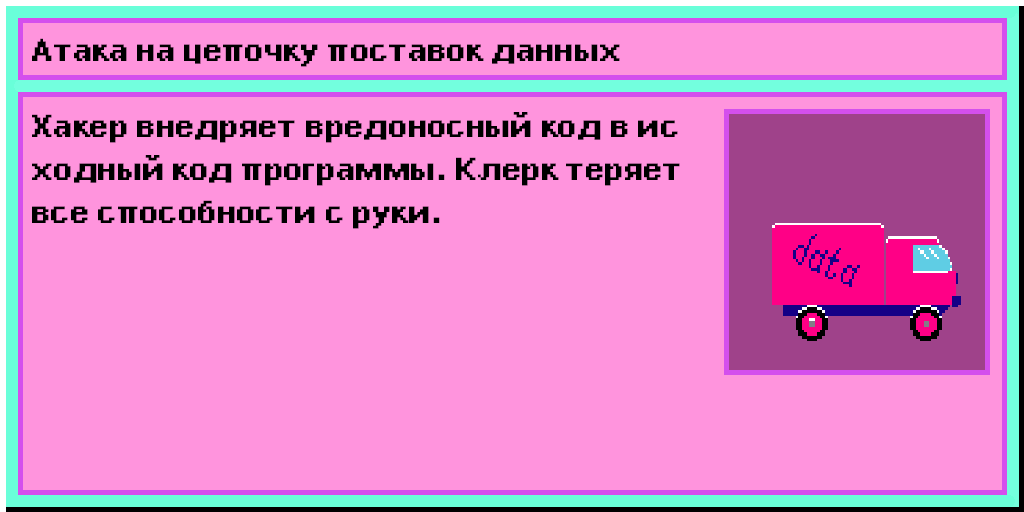 Атака на цепочку поставок данных
Хакер внедряет вредоносный код в ис
ходный код программы. Клерк теряет
все способности с руки.
data